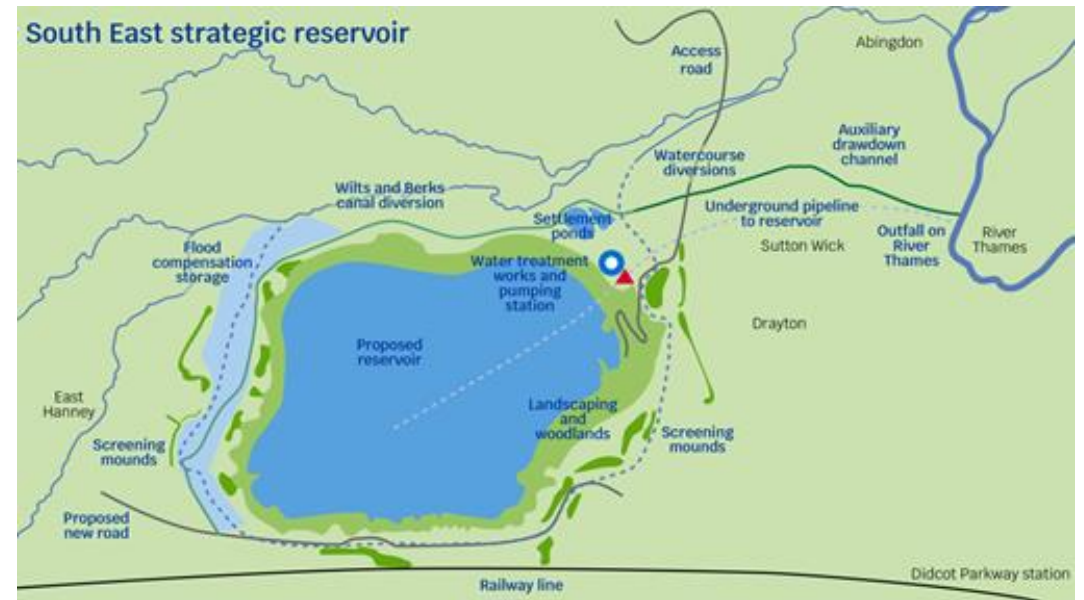 South East strategic reservoir
Access
road
Abingdon
Auxiliary
drawdown
channel
Watercourse
diversions
Wilts and Berks
canal diversion
Underground pipeline
to reservoir
Settlement
ponds
Sutton Wick
Outfall on
River
Thames
River
Thames
Flood
compensation
storage
Water treatment
works and
pumping
station
Drayton
Proposed
reservoir
East
Hanney
Landscaping
and
woodlands
Screening
mounds
Screening
mounds
Proposed
new road
Didcot Parkway station
Railway line